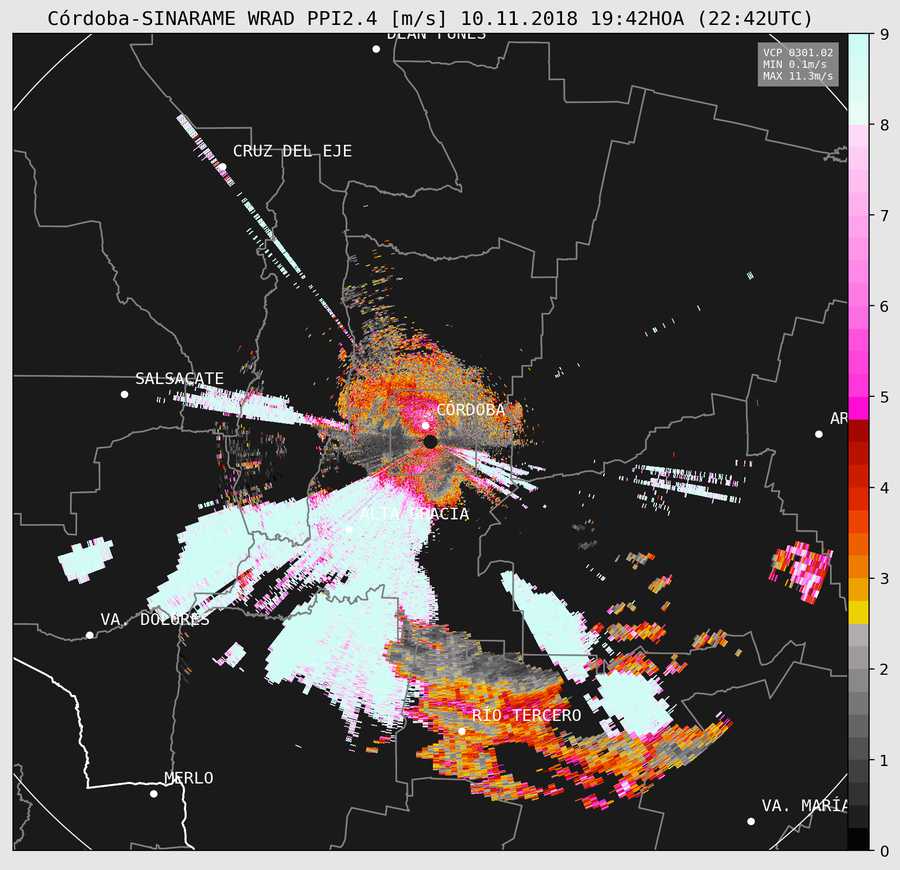 Córdoba-SINARAME WRAD PPI2.4 [m/s] 10.11.2018 19:42HOA (22:42UTC)
DEAN FUNES
VCP 0301.02
MIN 0.1m/s
MAX 11.3m/s
CRUZ DEL EJE
SALSACATE
CÓRDOBA
AR
ALTA GRACIA
VA. DOLORES
RÍO TERCERO
MERLO
VA. MARÍA
9
8
7
6
5
4
3
2
1
0